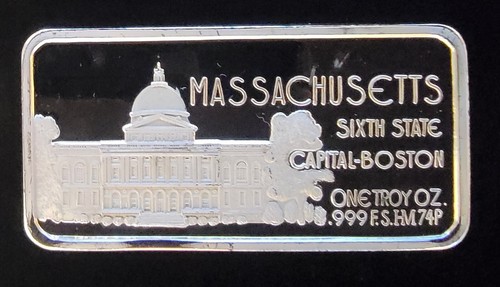 MASSACHUSETTS
SIXTH STATE
CAPITAL-BOSTON
ONE TROY OZ.
.999 F.S. HM 74P